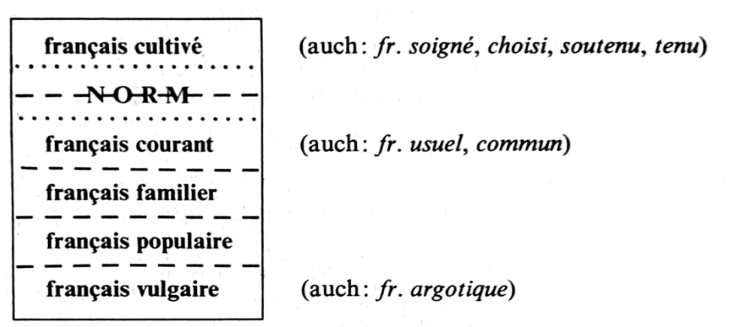 français cultivé (auch: fr. soigné, choisi, soutenu, tenu)
NORM
français courant (auch: fr. usuel, commun)
français familier
français populaire
français vulgaire (auch: fr. argotique)